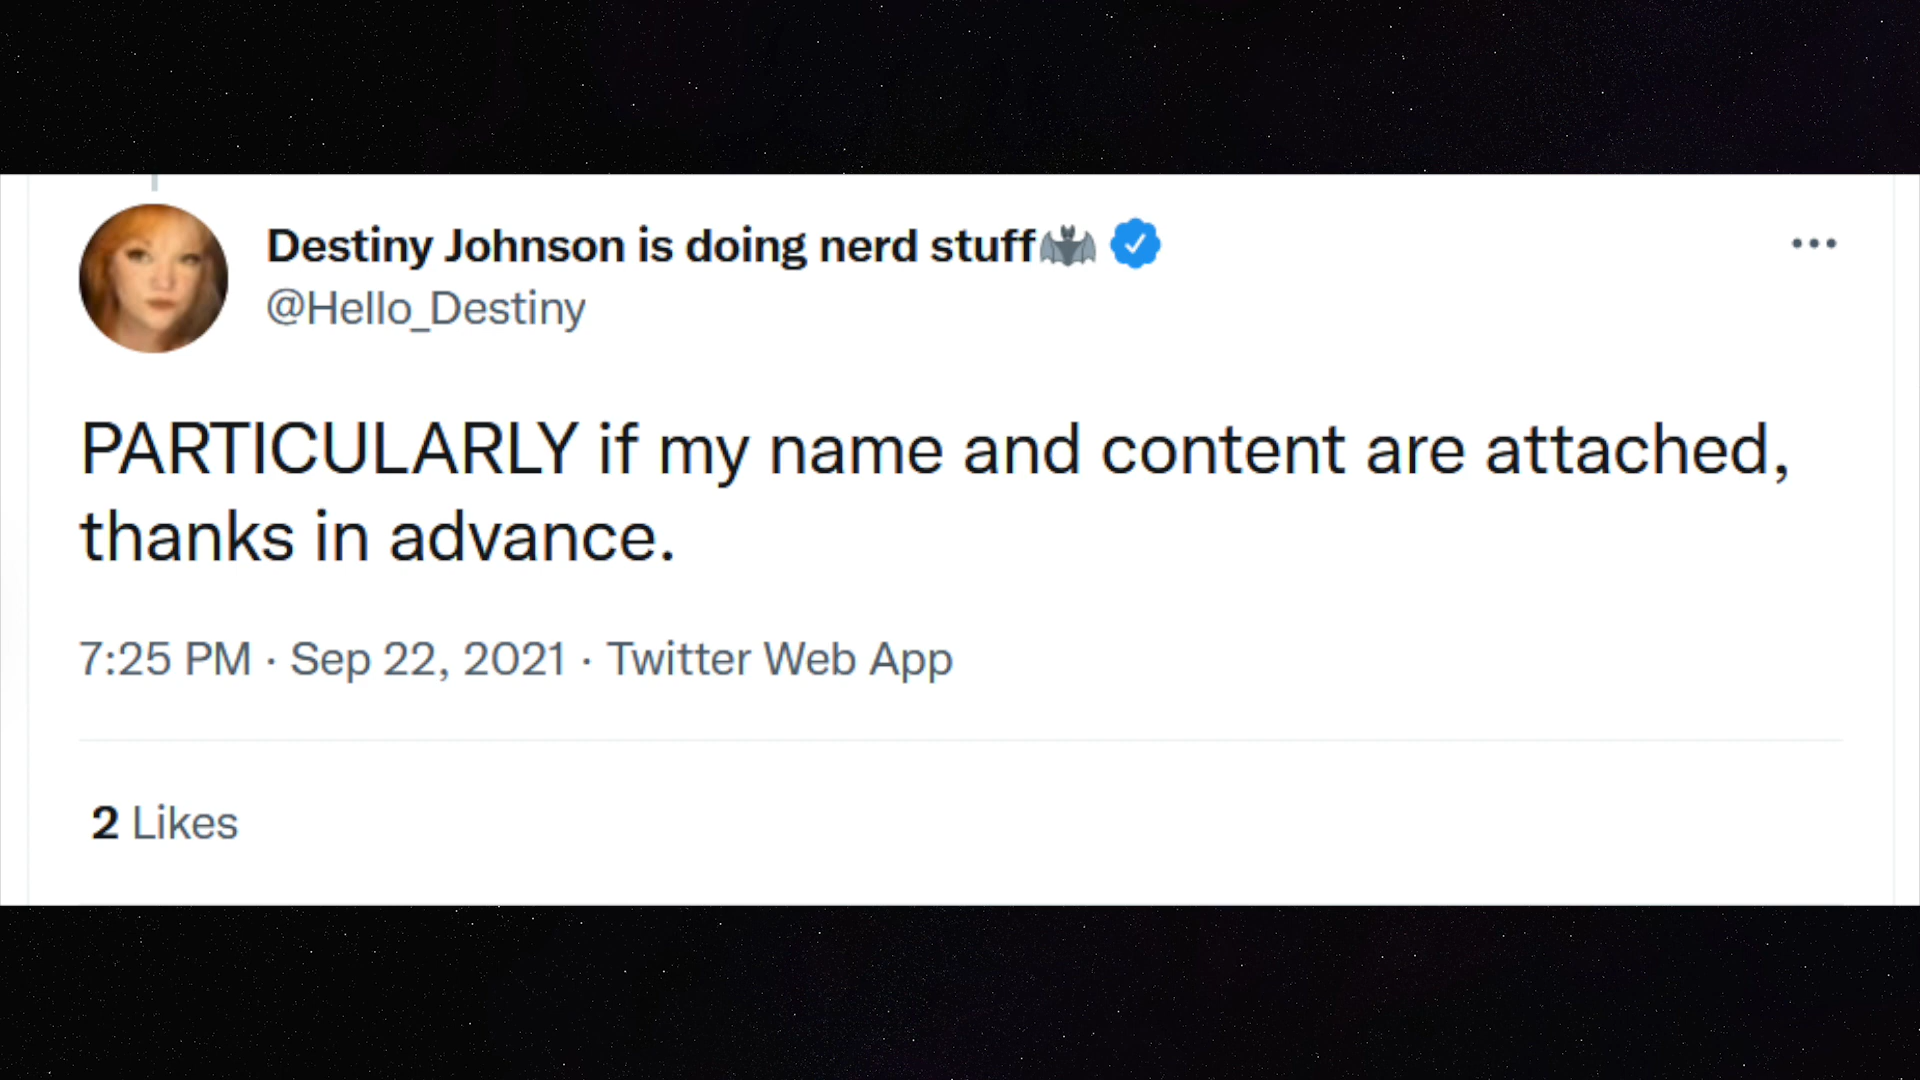 Destiny Johnson is doing nerd stuff🦇
@Hello_Destiny
PARTICULARLY if my name and content are attached,
thanks in advance.
7:25 PM · Sep 22, 2021 · Twitter Web App
2 Likes